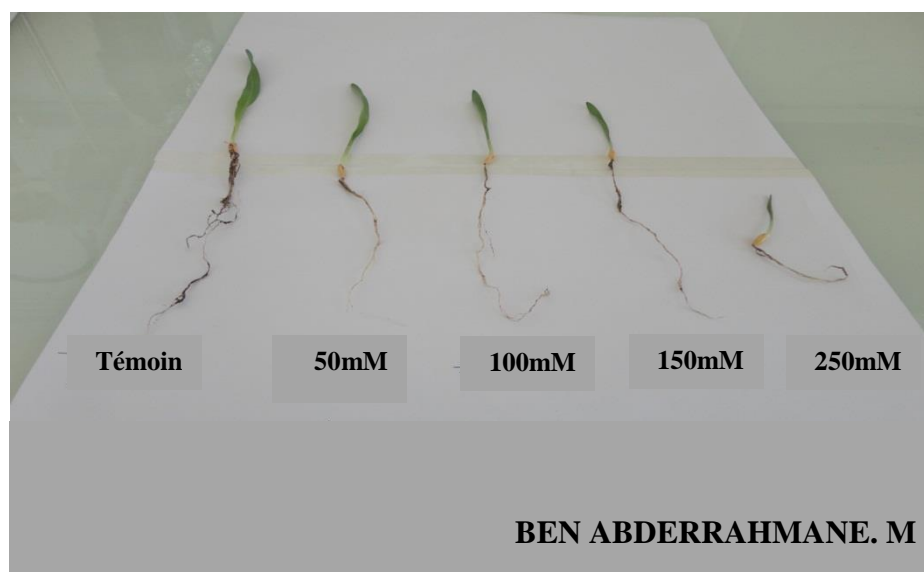 Témoin
50mM
100mM
150mM
250mM
BEN ABDERRAHMANE. M